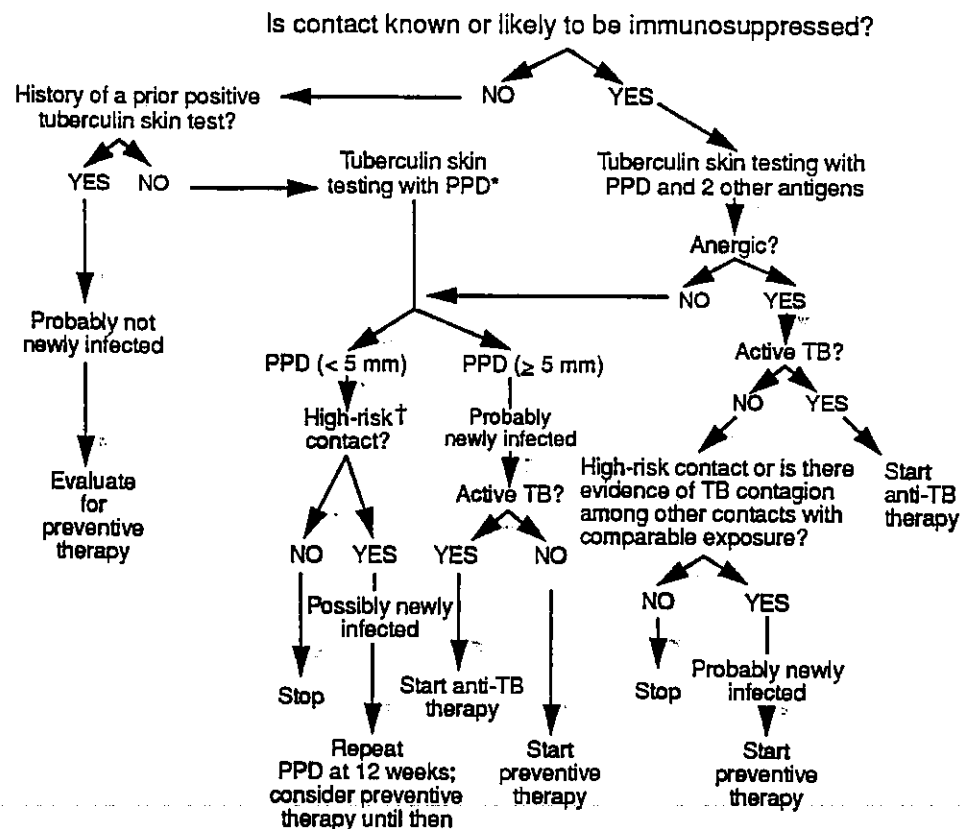 Is contact known or likely to be immunosuppressed?
NO
YES
History of a prior positive
tuberculin skin test?
YES
NO
Tuberculin skin
testing with PPD*
Tuberculin skin testing with
PPD and 2 other antigens
Anergic?
NO
YES
Probably not
newly infected
PPD (< 5 mm)
PPD (≥ 5 mm)
Active TB?
NO
YES
High-risk†
contact?
Probably
newly infected
Evaluate
for
preventive
therapy
Active TB?
High-risk contact or is there
evidence of TB contagion
among other contacts with
comparable exposure?
Start
anti-TB
therapy
NO
YES
YES
NO
NO
YES
Possibly newly
infected
Stop
Start anti-TB
therapy
Stop
Probably newly
infected
Repeat
PPD at 12 weeks;
consider preventive
therapy until then
Start
preventive
therapy
Start
preventive
therapy